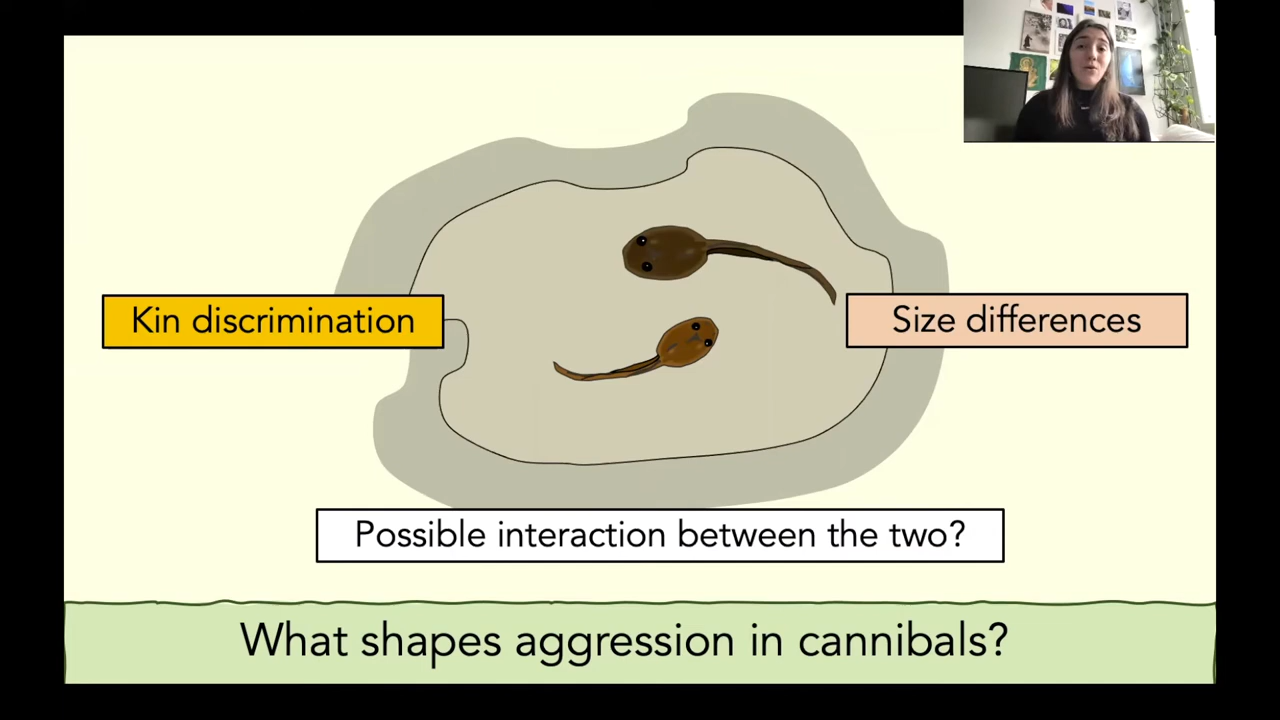 Kin discrimination
Size differences
Possible interaction between the two?
What shapes aggression in cannibals?